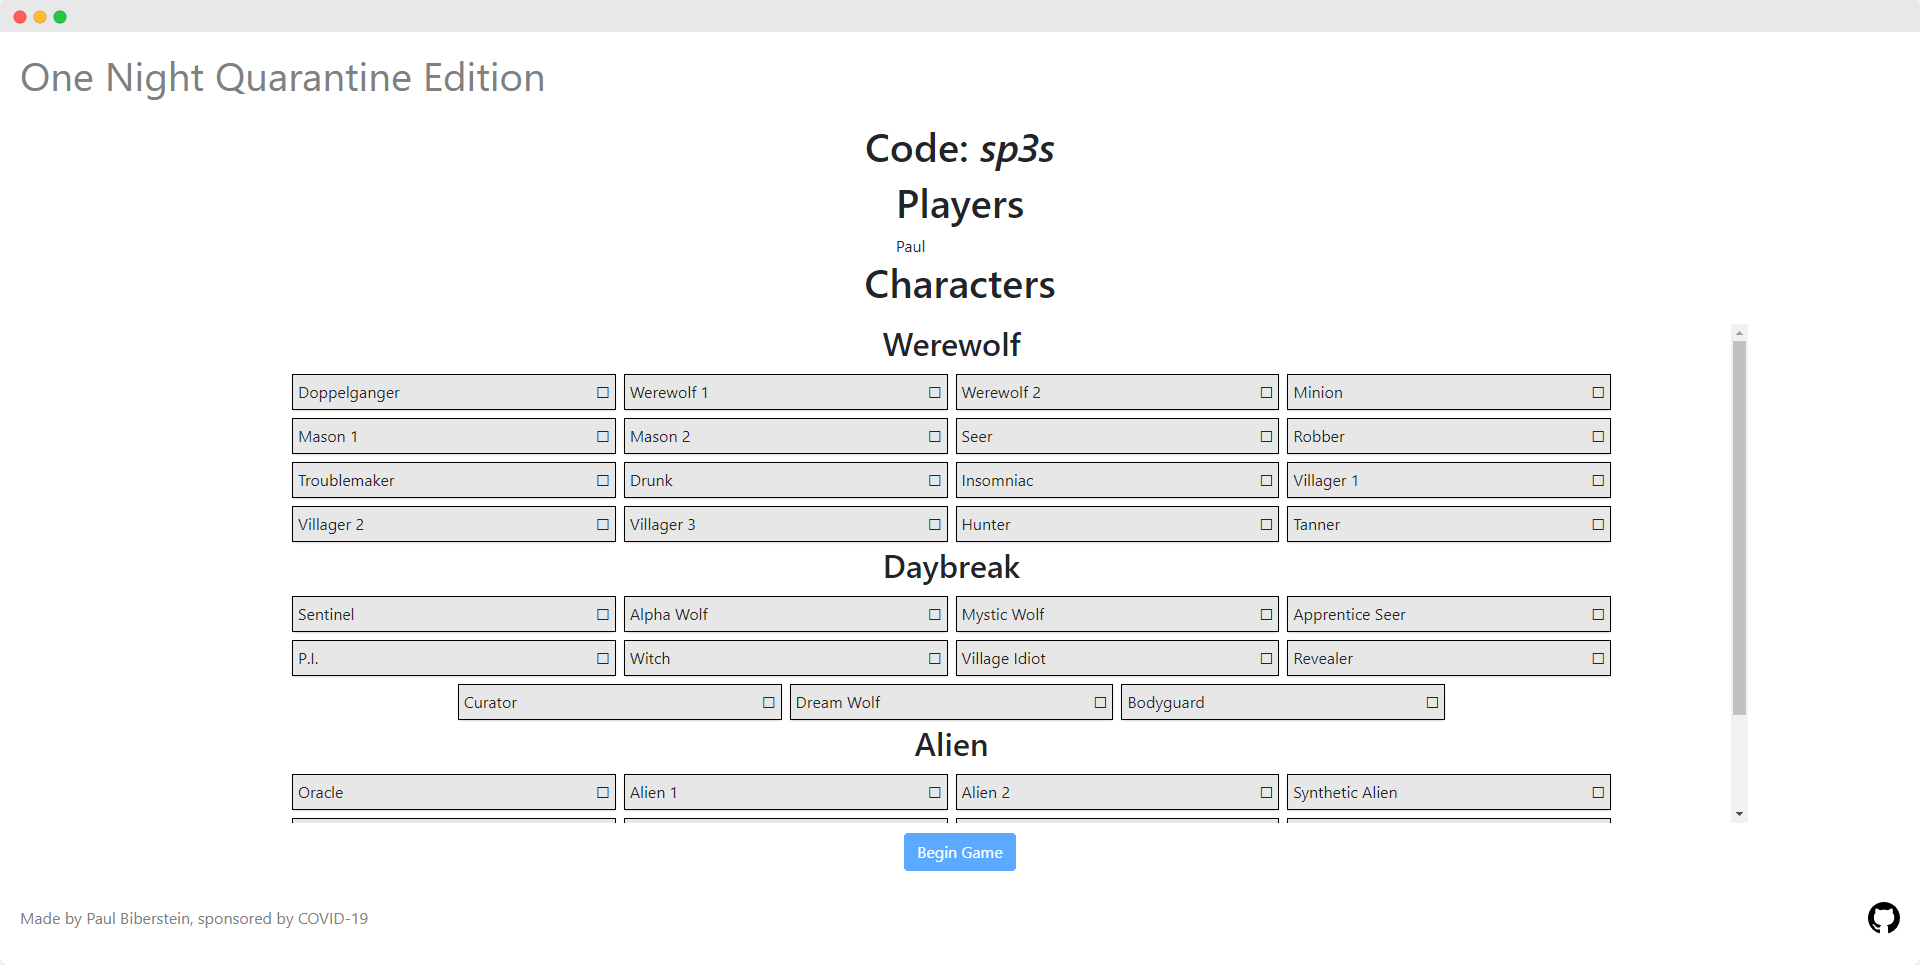 One Night Quarantine Edition
Code: sp3s
Players
Paul
Characters
Werewolf
Doppelganger Werewolf 1 Werewolf 2 Minion
Mason 1 Mason 2 Seer Robber
Troublemaker Drunk Insomniac Villager 1
Villager 2 Villager 3 Hunter Tanner
Daybreak
Sentinel Alpha Wolf Mystic Wolf Apprentice Seer
P.I. Witch Village Idiot Revealer
Curator Dream Wolf Bodyguard
Alien
Oracle Alien 1 Alien 2 Synthetic Alien
Begin Game
Made by Paul Biberstein, sponsored by COVID-19